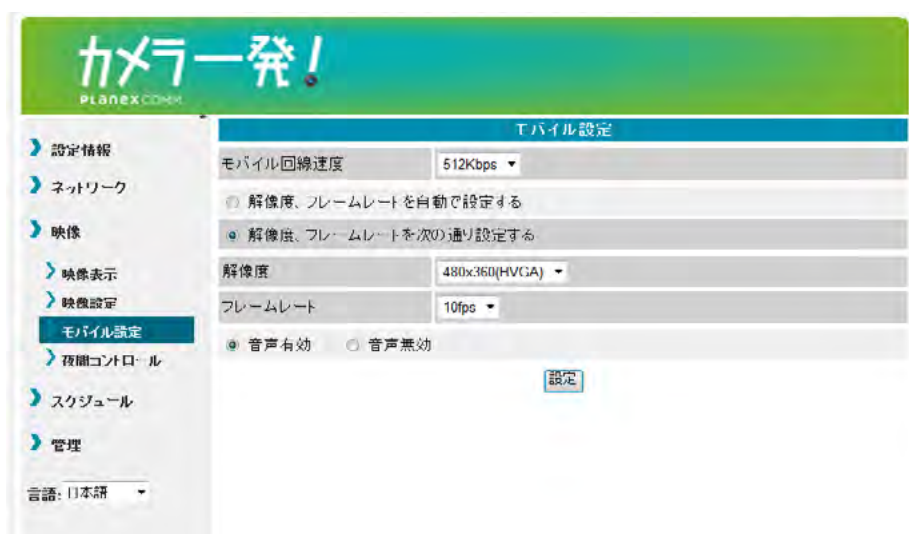 カメラ一発!
PLANEX COMM
設定情報
ネットワーク
映像
映像表示
映像設定
モバイル設定
夜間コントロール
スケジュール
管理
言語: 日本語
モバイル設定
モバイル回線速度 512Kbps
解像度、フレームレートを自動で設定する
解像度、フレームレートを次の通り設定する
解像度 480x360(HVGA)
フレームレート 10fps
音声有効 音声無効
設定